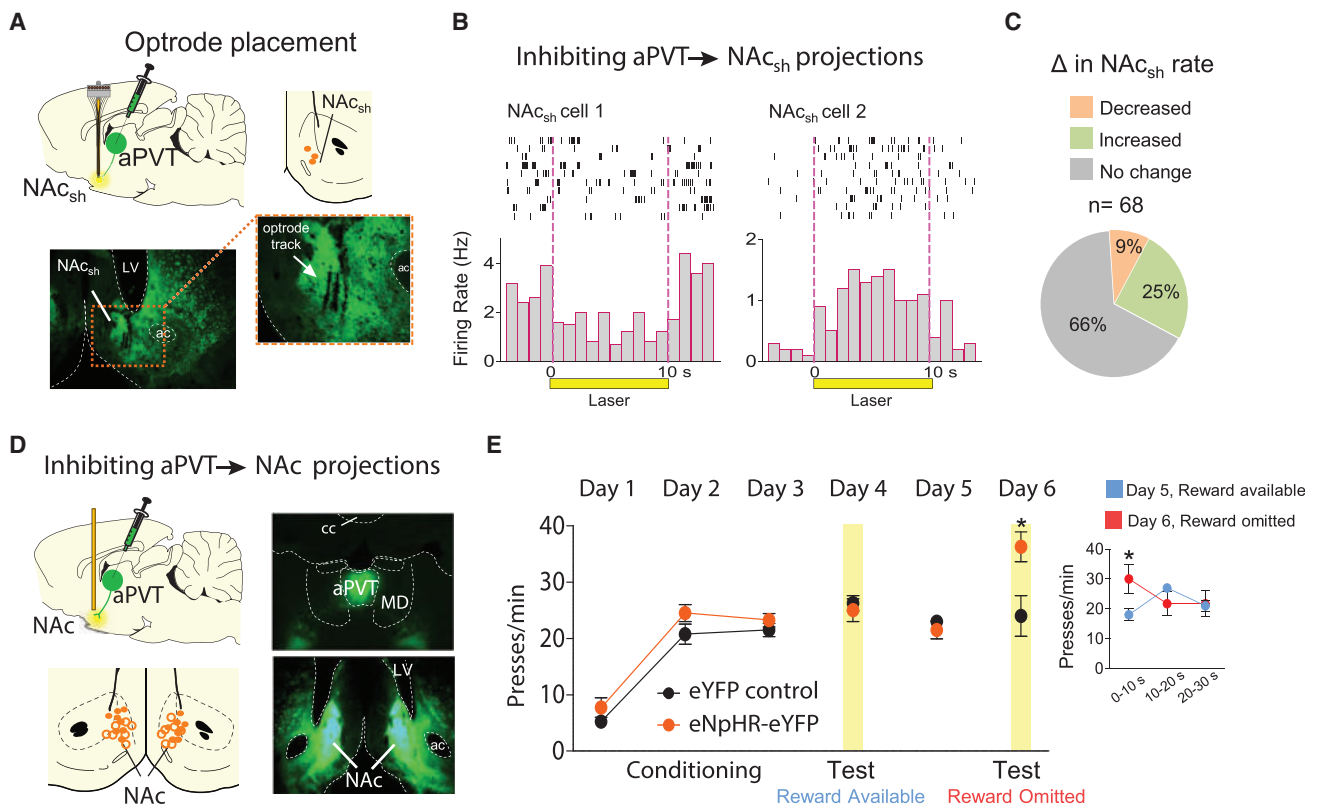 A
Optrode placement
NAcsh
aPVT
NAcsh
optrode
track
ac
NAcsh
LV
ac
B
Inhibiting aPVT→ NAcsh projections
NAcsh cell 1
NAcsh cell 2
Firing Rate (Hz)
4
2
0
2
1
0
0
10 s
0
10 s
Laser
Laser
C
Δ in NAcsh rate
Decreased
Increased
No change
n= 68
9%
25%
66%
D
Inhibiting aPVT→ NAc projections
aPVT
NAc
cc
aPVT
MD
NAc
LV
ac
NAc
E
Day 1 Day 2 Day 3 Day 4 Day 5 Day 6
Presses/min
40
30
20
10
0
*
eYFP control
eNpHR-eYFP
Conditioning
Test
Test
Reward Available
Reward Omitted
Day 5, Reward available
Day 6, Reward omitted
Presses/min
40
30
20
10
0
*
0-10 s
10-20 s
20-30 s